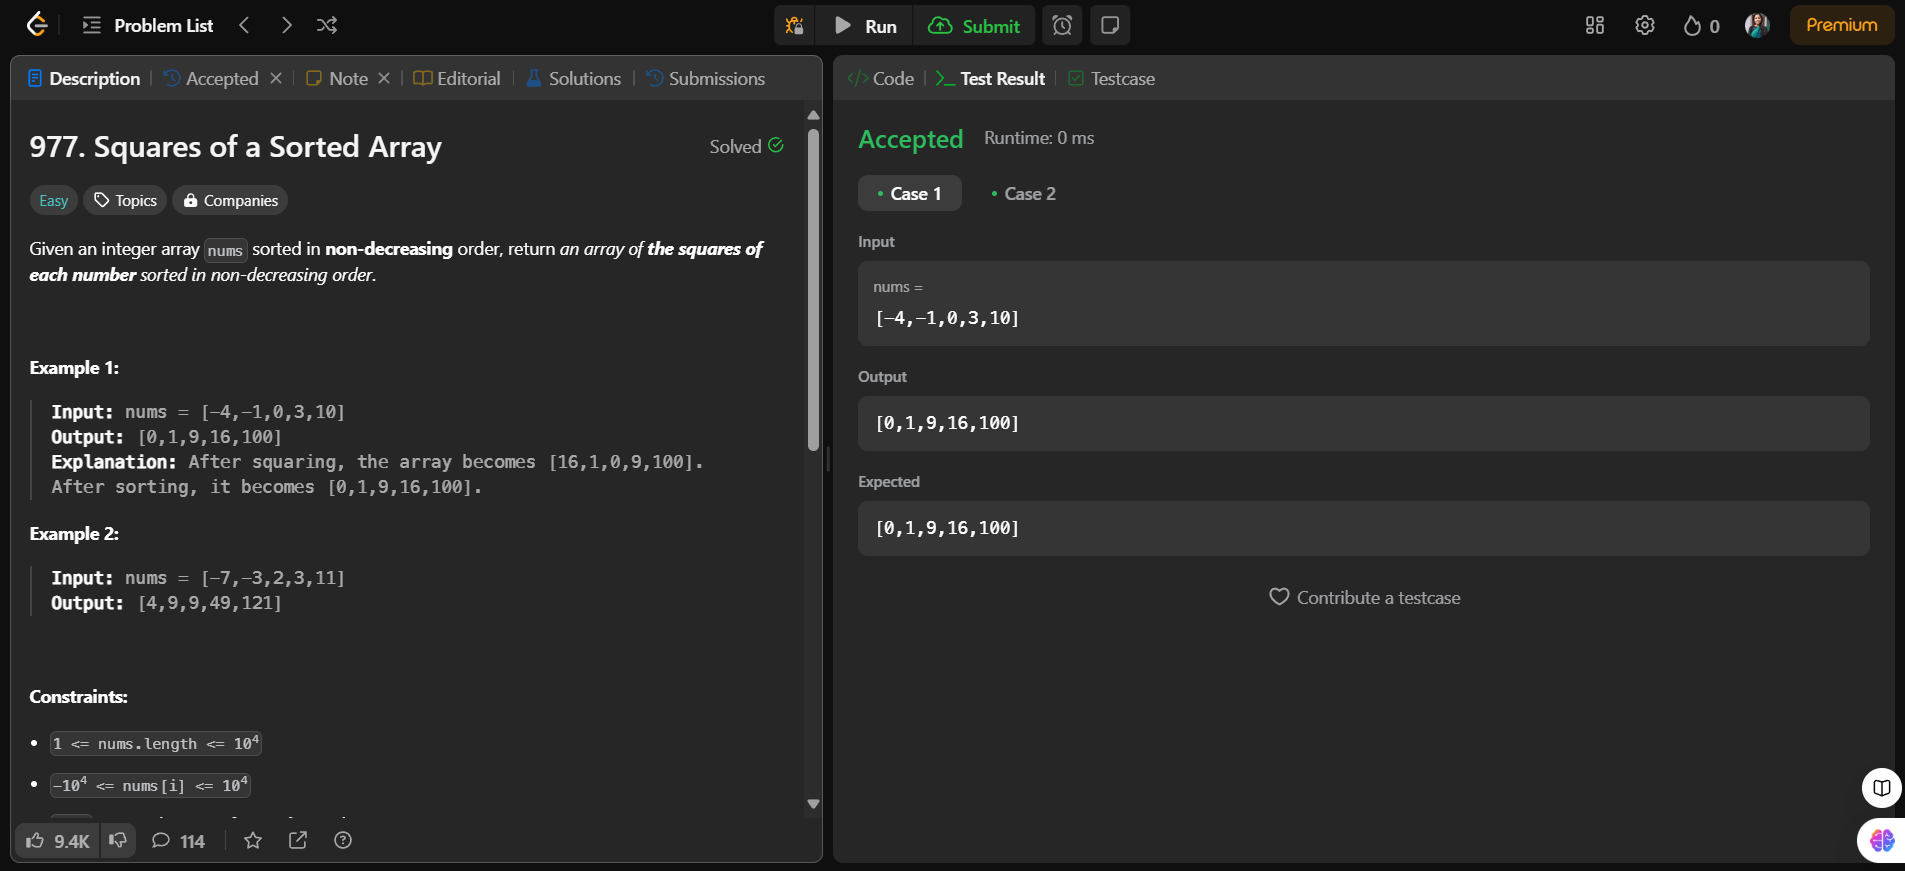 Problem List
Run
Submit
0
Premium
Description
Accepted
Note
Editorial
Solutions
Submissions
977. Squares of a Sorted Array
Solved
Easy
Topics
Companies
Given an integer array nums sorted in non-decreasing order, return an array of the squares of
each number sorted in non-decreasing order.
Example 1:
Input: nums = [-4,-1,0,3,10]
Output: [0,1,9,16,100]
Explanation: After squaring, the array becomes [16,1,0,9,100].
After sorting, it becomes [0,1,9,16,100].
Example 2:
Input: nums = [-7,-3,2,3,11]
Output: [4,9,9,49,121]
Constraints:
• 1 <= nums.length <= 10⁴
• -10⁴ <= nums[i] <= 10⁴
9.4K
114
</> Code
Test Result
Testcase
Accepted
Runtime: 0 ms
• Case 1
• Case 2
Input
nums =
[-4,-1,0,3,10]
Output
[0,1,9,16,100]
Expected
[0,1,9,16,100]
Contribute a testcase